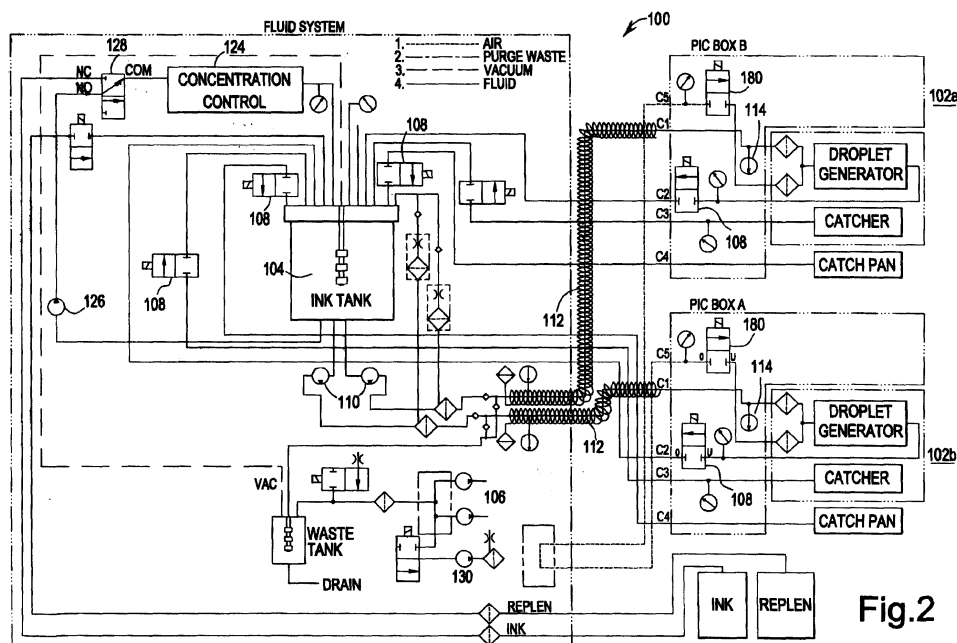 FLUID SYSTEM
100
1. AIR
2. PURGE WASTE
3. VACUUM
4. FLUID
128
124
NC
COM
NO
CONCENTRATION
CONTROL
PIC BOX B
180
102a
C5
C1
114
DROPLET
GENERATOR
108
108
108
C2
C3
108
CATCHER
C4
CATCH PAN
104
INK TANK
108
126
112
110
112
PIC BOX A
180
C5
O
U
C1
114
DROPLET
GENERATOR
102b
C2
O
U
108
C3
CATCHER
C4
CATCH PAN
VAC
106
WASTE
TANK
130
DRAIN
REPLEN
INK
INK
REPLEN
Fig.2